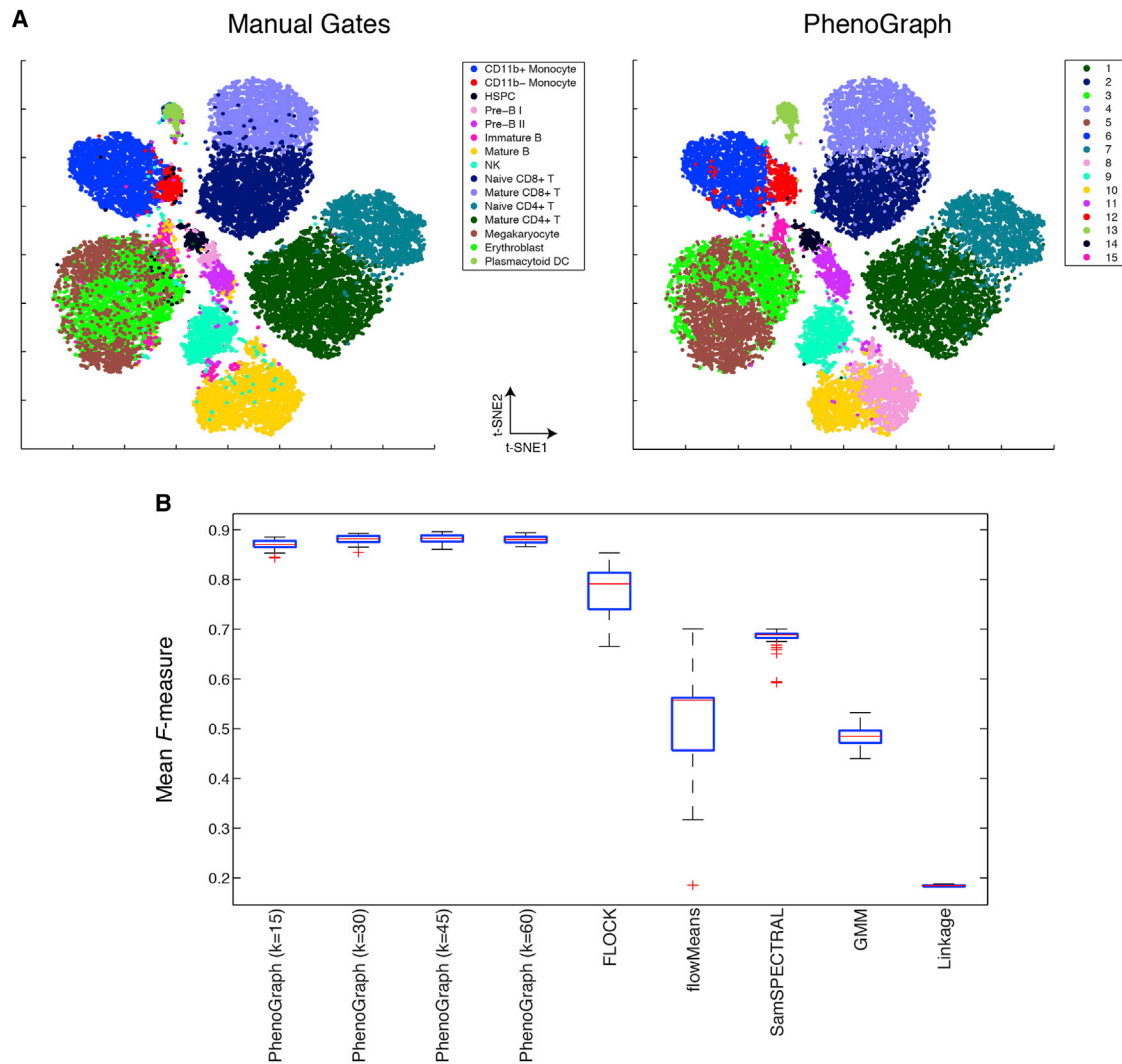 A
Manual Gates
PhenoGraph
CD11b+ Monocyte
CD11b− Monocyte
HSPC
Pre−B I
Pre−B II
Immature B
Mature B
NK
Naive CD8+ T
Mature CD8+ T
Naive CD4+ T
Mature CD4+ T
Megakaryocyte
Erythroblast
Plasmacytoid DC
1
2
3
4
5
6
7
8
9
10
11
12
13
14
15
t-SNE2
t-SNE1
B
Mean F-measure
0.9
0.8
0.7
0.6
0.5
0.4
0.3
0.2
PhenoGraph (k=15)
PhenoGraph (k=30)
PhenoGraph (k=45)
PhenoGraph (k=60)
FLOCK
flowMeans
SamSPECTRAL
GMM
Linkage